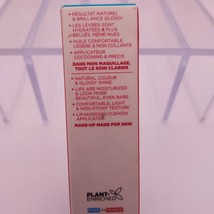 • RÉSULTAT NATUREL
& BRILLANCE GLOSSY
• LES LÈVRES SONT
HYDRATÉES & PLUS
BELLES, MÊME NUES
• HUILE CONFORTABLE,
LÉGÈRE & NON COLLANTE
• APPLICATEUR
COCOONING & PRÉCIS
DANS MON MAQUILLAGE,
TOUT LE SOIN CLARINS
• NATURAL COLOUR
& GLOSSY SHINE
• LIPS ARE MOISTURIZED
& LOOK MORE
BEAUTIFUL, EVEN BARE
• COMFORTABLE, LIGHT
& NON-STICKY TEXTURE
• LIP-HUGGING CUSHION
APPLICATOR
MAKE-UP MADE FOR SKIN
PLANT-
ENRICHED